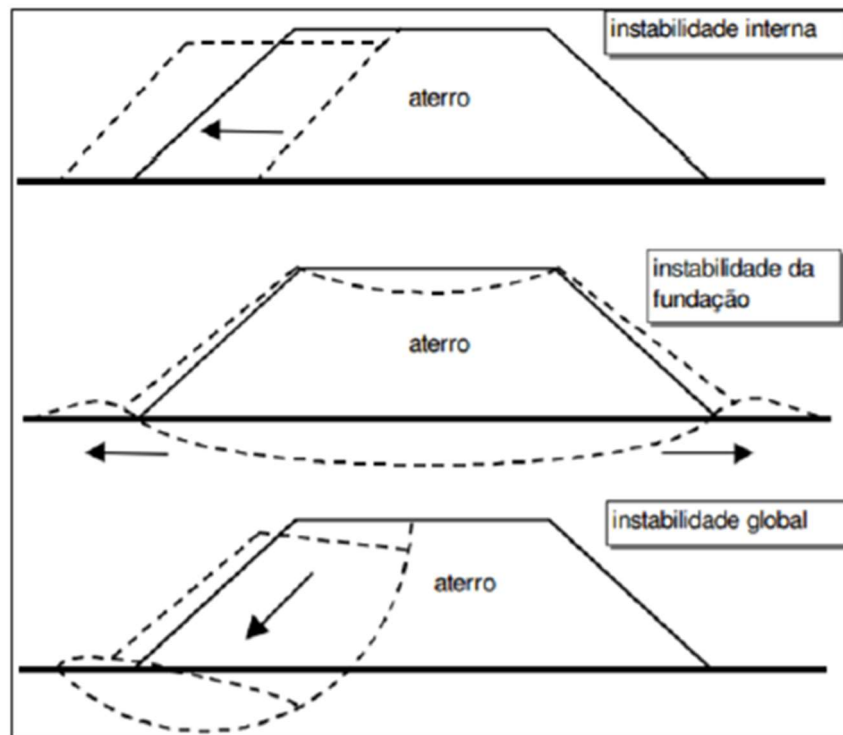 instabilidade interna
aterro
instabilidade da
fundação
aterro
instabilidade global
aterro